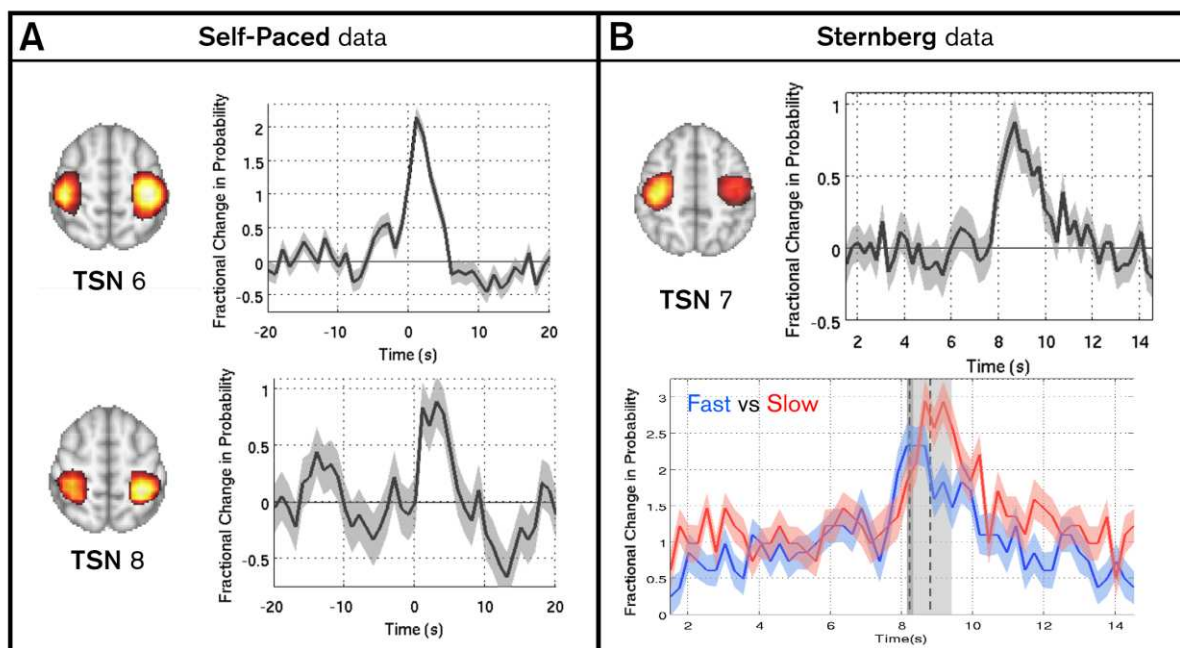 A
Self-Paced data
TSN 6
Fractional Change in Probability
2
1.5
1
0.5
0
-0.5
-20
-10
0
10
20
Time (s)
TSN 8
Fractional Change in Probability
1
0.5
0
-0.5
-20
-10
0
10
20
Time (s)
B
Sternberg data
TSN 7
Fractional Change in Probability
1
0.5
0
-0.5
2
4
6
8
10
12
14
Time (s)
Fast vs Slow
Fractional Change in Probability
3
2.5
2
1.5
1
0.5
0
2
4
6
8
10
12
14
Time(s)